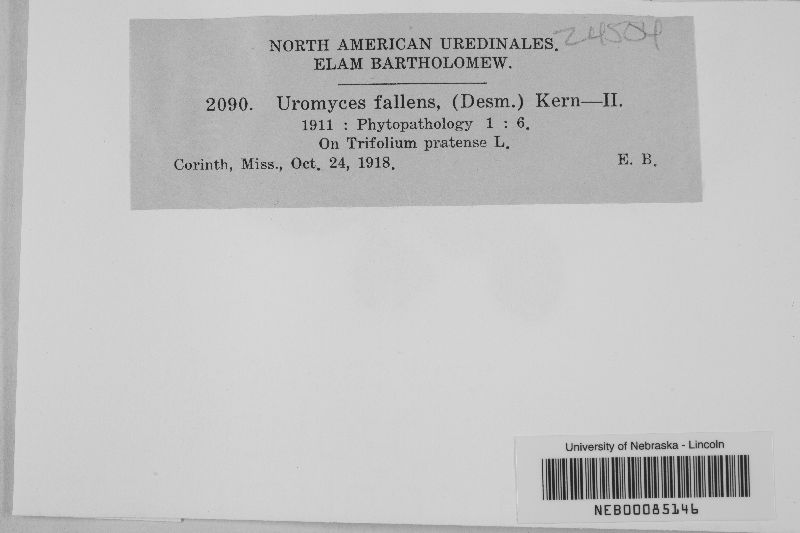 24504
NORTH AMERICAN UREDINALES.
ELAM BARTHOLOMEW.
2090. Uromyces fallens, (Desm.) Kern—II.
1911 : Phytopathology 1 : 6.
On Trifolium pratense L.
Corinth, Miss., Oct. 24, 1918. E. B.
University of Nebraska - Lincoln
NEB00085146